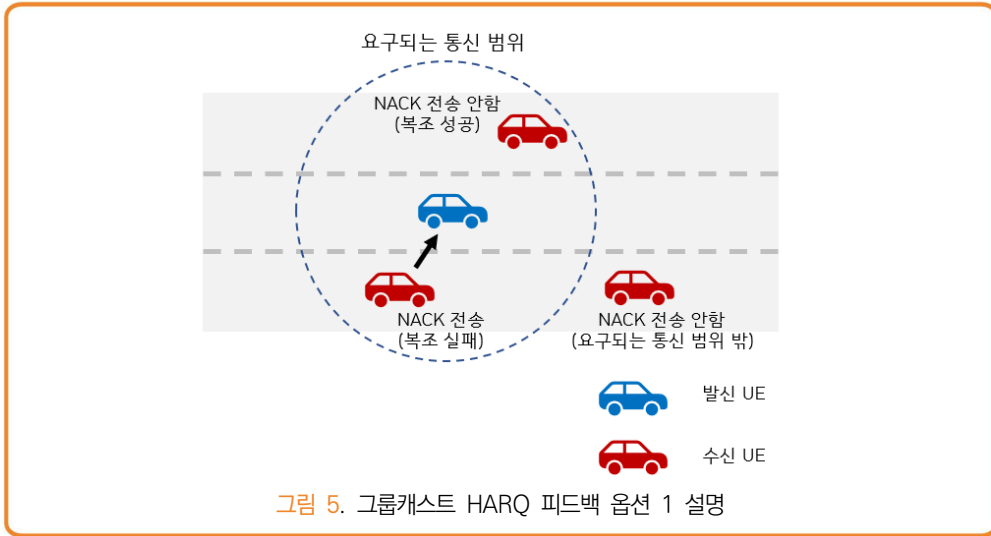 요구되는 통신 범위
NACK 전송 안함
(복조 성공)
NACK 전송
(복조 실패)
NACK 전송 안함
(요구되는 통신 범위 밖)
발신 UE
수신 UE
그림 5. 그룹캐스트 HARQ 피드백 옵션 1 설명